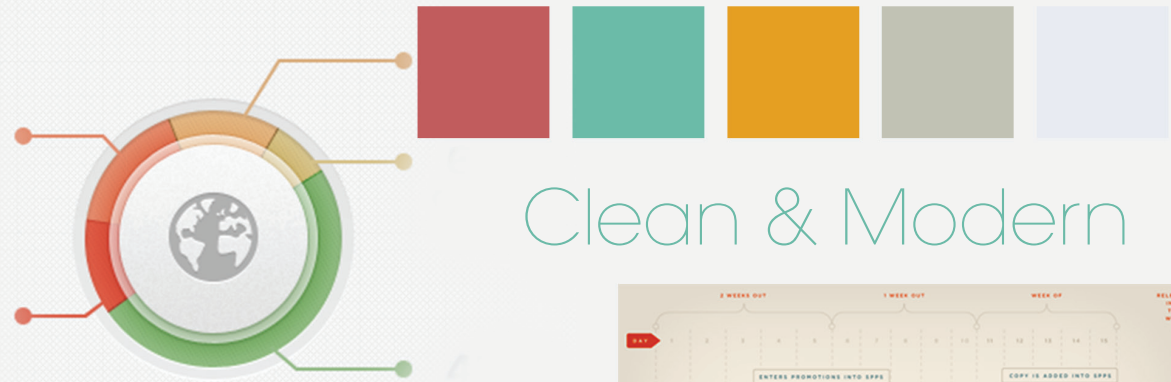 Clean & Modern
2 WEEKS OUT
1 WEEK OUT
WEEK OF
DAY 1 2 3 4 5 6 7 8 9 10 11 12 13 14 15
ENTERS PROMOTIONS INTO SPPS
COPY IS ADDED INTO SPPS